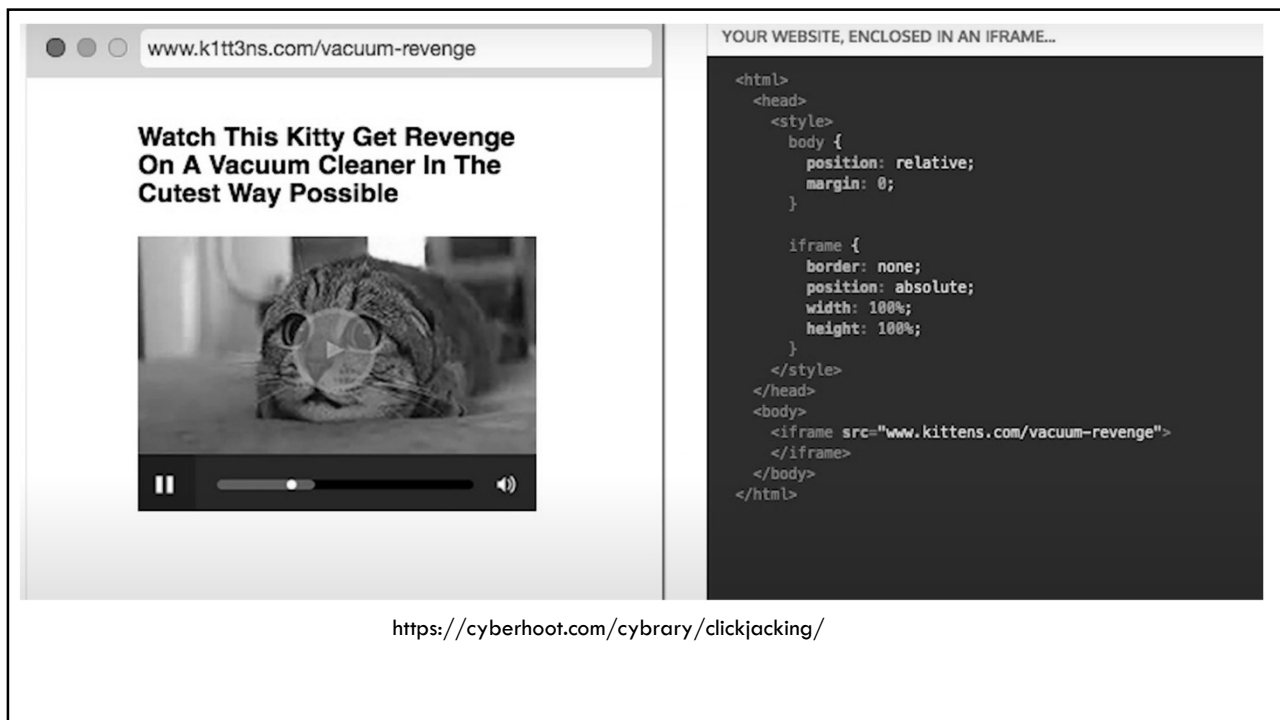 www.k1tt3ns.com/vacuum-revenge
Watch This Kitty Get Revenge
On A Vacuum Cleaner In The
Cutest Way Possible
YOUR WEBSITE, ENCLOSED IN AN IFRAME...
<html>
<head>
<style>
body {
position: relative;
margin: 0;
}
iframe {
border: none;
position: absolute;
width: 100%;
height: 100%;
}
</style>
</head>
<body>
<iframe src="www.kittens.com/vacuum-revenge">
</iframe>
</body>
</html>
https://cyberhoot.com/cybrary/clickjacking/